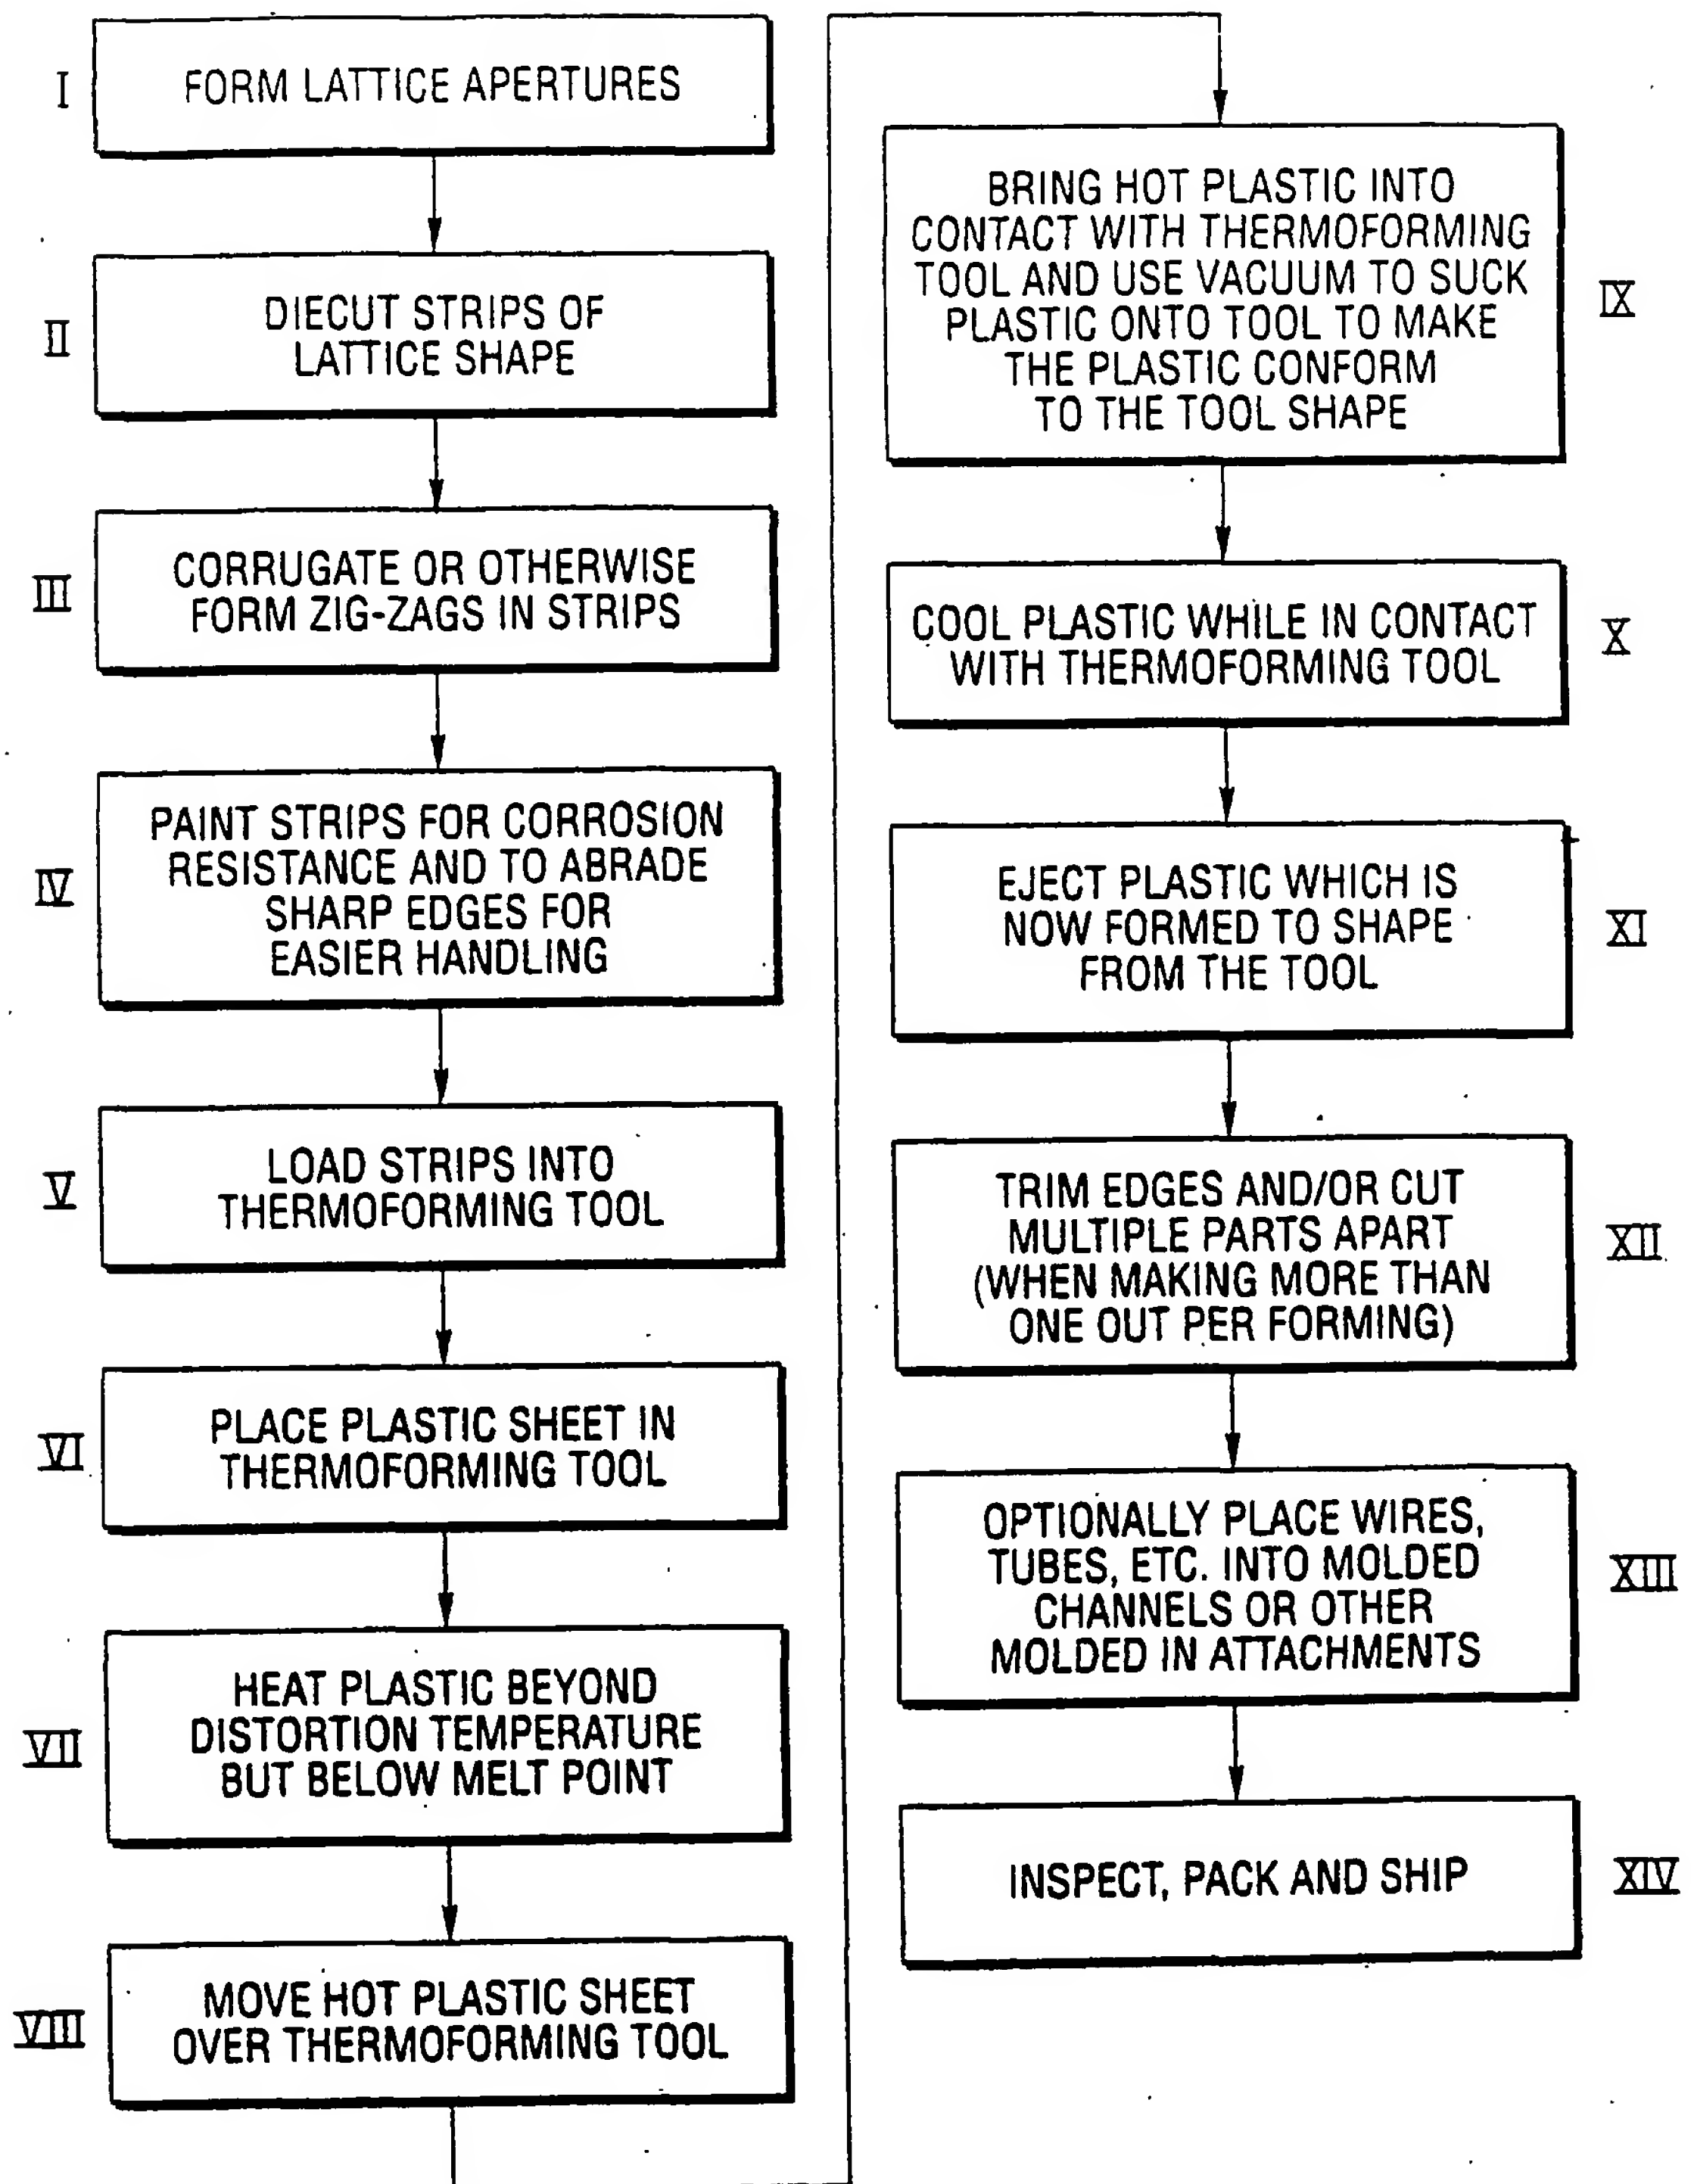 I
FORM LATTICE APERTURES
II
DIECUT STRIPS OF
LATTICE SHAPE
III
CORRUGATE OR OTHERWISE
FORM ZIG-ZAGS IN STRIPS
IV
PAINT STRIPS FOR CORROSION
RESISTANCE AND TO ABRADE
SHARP EDGES FOR
EASIER HANDLING
V
LOAD STRIPS INTO
THERMOFORMING TOOL
VI
PLACE PLASTIC SHEET IN
THERMOFORMING TOOL
VII
HEAT PLASTIC BEYOND
DISTORTION TEMPERATURE
BUT BELOW MELT POINT
VIII
MOVE HOT PLASTIC SHEET
OVER THERMOFORMING TOOL
BRING HOT PLASTIC INTO
CONTACT WITH THERMOFORMING
TOOL AND USE VACUUM TO SUCK
PLASTIC ONTO TOOL TO MAKE
THE PLASTIC CONFORM
TO THE TOOL SHAPE
IX
COOL PLASTIC WHILE IN CONTACT
WITH THERMOFORMING TOOL
X
EJECT PLASTIC WHICH IS
NOW FORMED TO SHAPE
FROM THE TOOL
XI
TRIM EDGES AND/OR CUT
MULTIPLE PARTS APART
(WHEN MAKING MORE THAN
ONE OUT PER FORMING)
XII
OPTIONALLY PLACE WIRES,
TUBES, ETC. INTO MOLDED
CHANNELS OR OTHER
MOLDED IN ATTACHMENTS
XIII
INSPECT, PACK AND SHIP
XIV